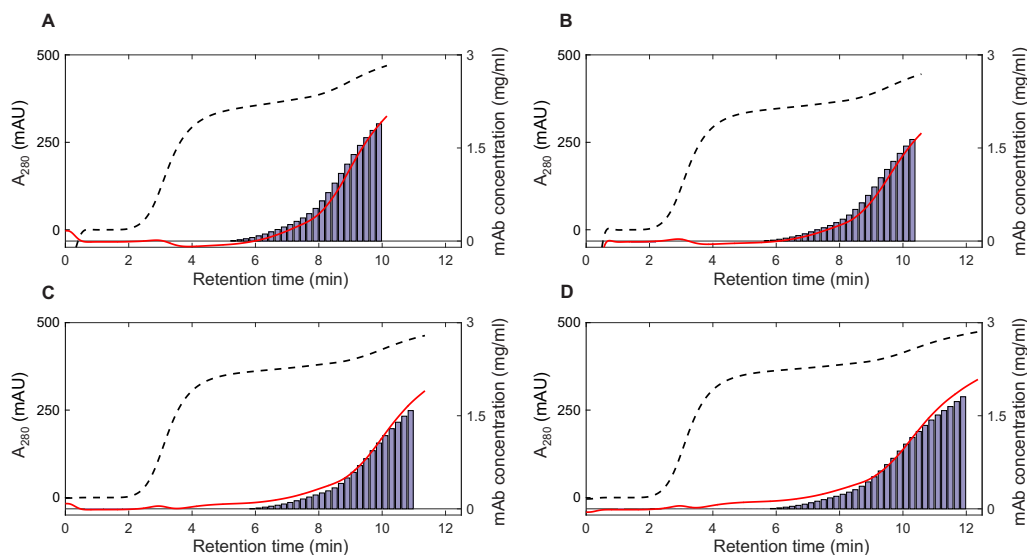 A
500
250
0
A280 (mAU)
3
1.5
0
mAb concentration (mg/ml)
0 2 4 6 8 10 12
Retention time (min)
B
500
250
0
A280 (mAU)
3
1.5
0
mAb concentration (mg/ml)
0 2 4 6 8 10 12
Retention time (min)
C
500
250
0
A280 (mAU)
3
1.5
0
mAb concentration (mg/ml)
0 2 4 6 8 10 12
Retention time (min)
D
500
250
0
A280 (mAU)
3
1.5
0
mAb concentration (mg/ml)
0 2 4 6 8 10 12
Retention time (min)